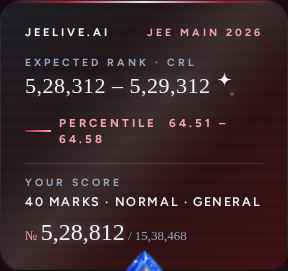 JEELIVE.AI JEE MAIN 2026
EXPECTED RANK · CRL
5,28,312 – 5,29,312
PERCENTILE 64.51 –
64.58
YOUR SCORE
40 MARKS · NORMAL · GENERAL
№ 5,28,812 / 15,38,468